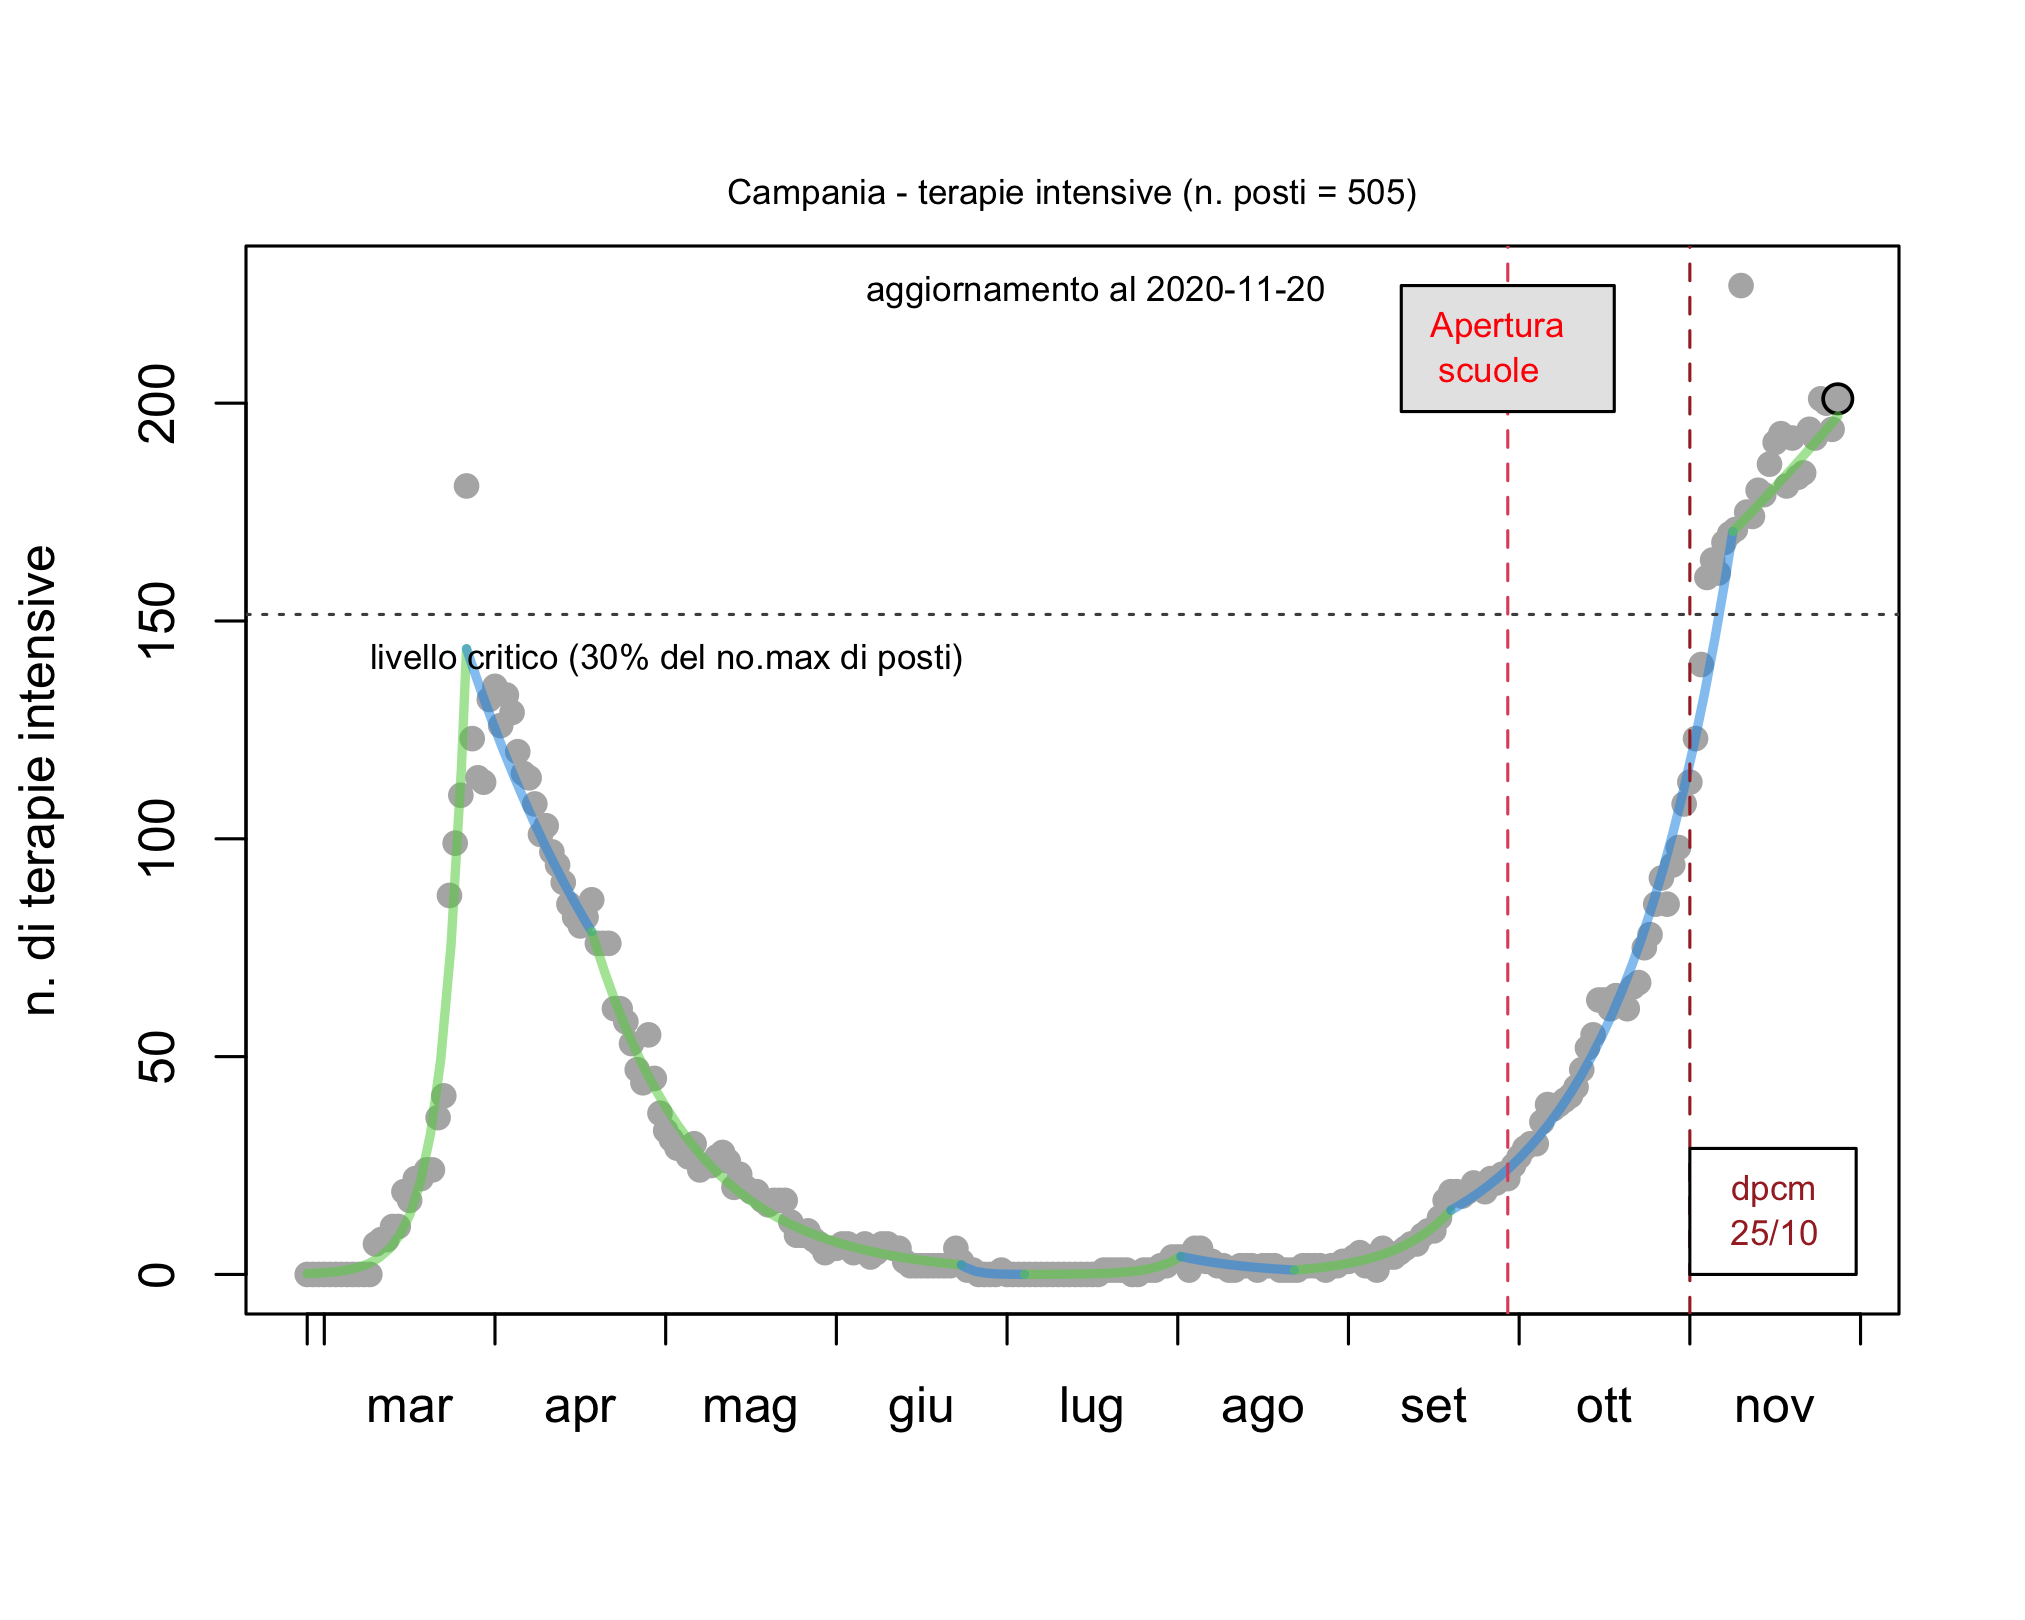 Campania - terapie intensive (n. posti = 505)
aggiornamento al 2020-11-20
Apertura
scuole
200
150
100
50
0
n. di terapie intensive
livello critico (30% del no.max di posti)
dpcm
25/10
mar apr mag giu lug ago set ott nov